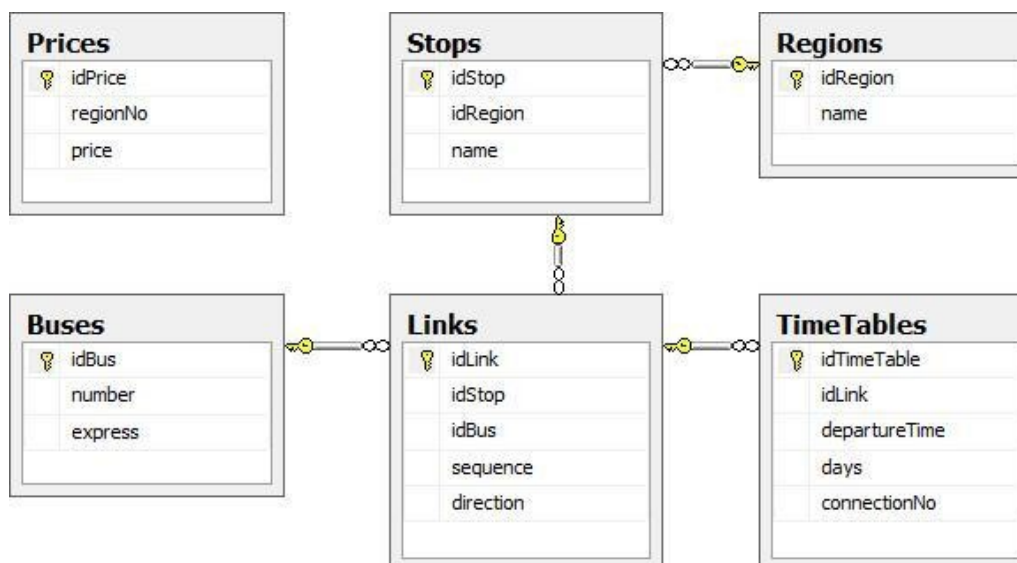 Prices
idPrice
regionNo
price
Stops
idStop
idRegion
name
Regions
idRegion
name
Buses
idBus
number
express
Links
idLink
idStop
idBus
sequence
direction
TimeTables
idTimeTable
idLink
departureTime
days
connectionNo